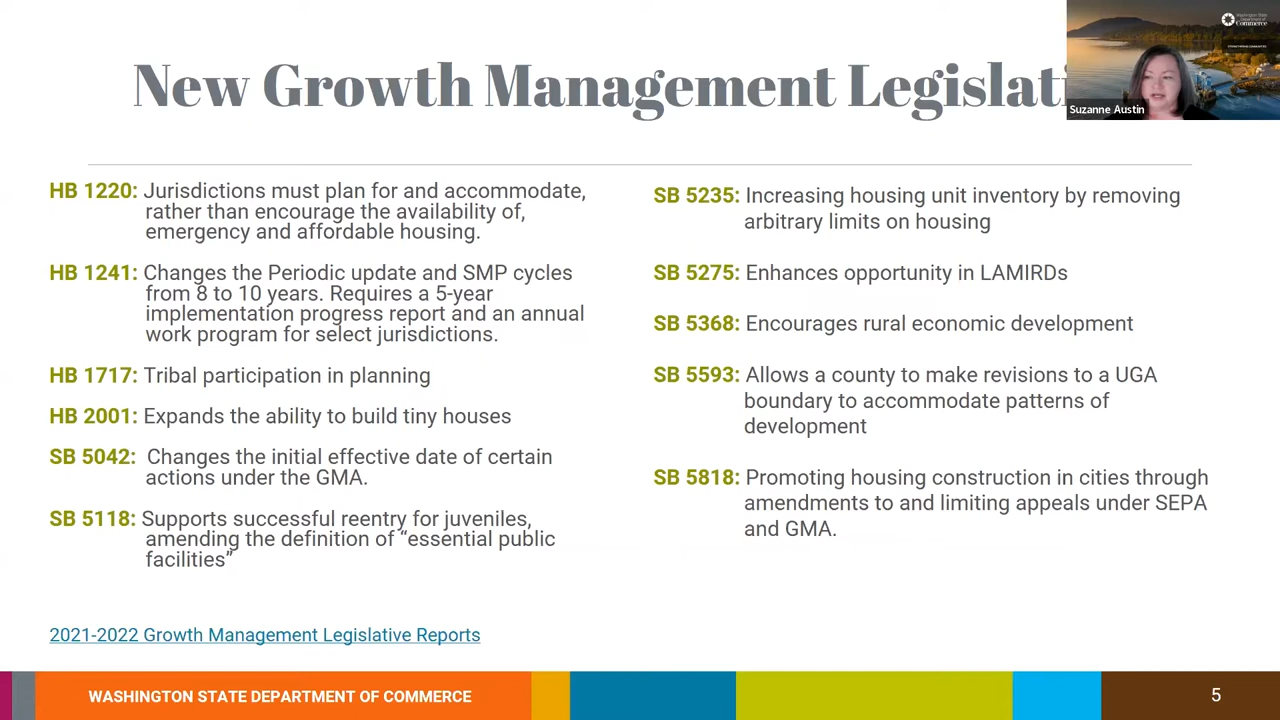 New Growth Management Legislati
Washington State
Department of
Commerce
Suzanne Austin
HB 1220: Jurisdictions must plan for and accommodate,
rather than encourage the availability of,
emergency and affordable housing.
HB 1241: Changes the Periodic update and SMP cycles
from 8 to 10 years. Requires a 5-year
implementation progress report and an annual
work program for select jurisdictions.
HB 1717: Tribal participation in planning
HB 2001: Expands the ability to build tiny houses
SB 5042: Changes the initial effective date of certain
actions under the GMA.
SB 5118: Supports successful reentry for juveniles,
amending the definition of “essential public
facilities”
SB 5235: Increasing housing unit inventory by removing
arbitrary limits on housing
SB 5275: Enhances opportunity in LAMIRDs
SB 5368: Encourages rural economic development
SB 5593: Allows a county to make revisions to a UGA
boundary to accommodate patterns of
development
SB 5818: Promoting housing construction in cities through
amendments to and limiting appeals under SEPA
and GMA.
2021-2022 Growth Management Legislative Reports
WASHINGTON STATE DEPARTMENT OF COMMERCE
5